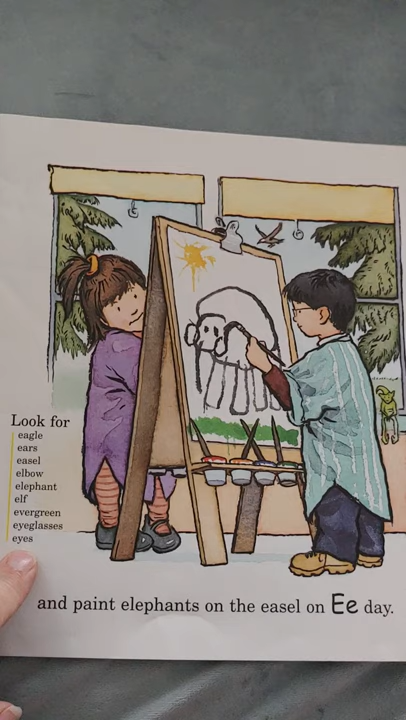 Look for
eagle
ears
easel
elbow
elephant
elf
evergreen
eyeglasses
eyes
and paint elephants on the easel on Ee day.